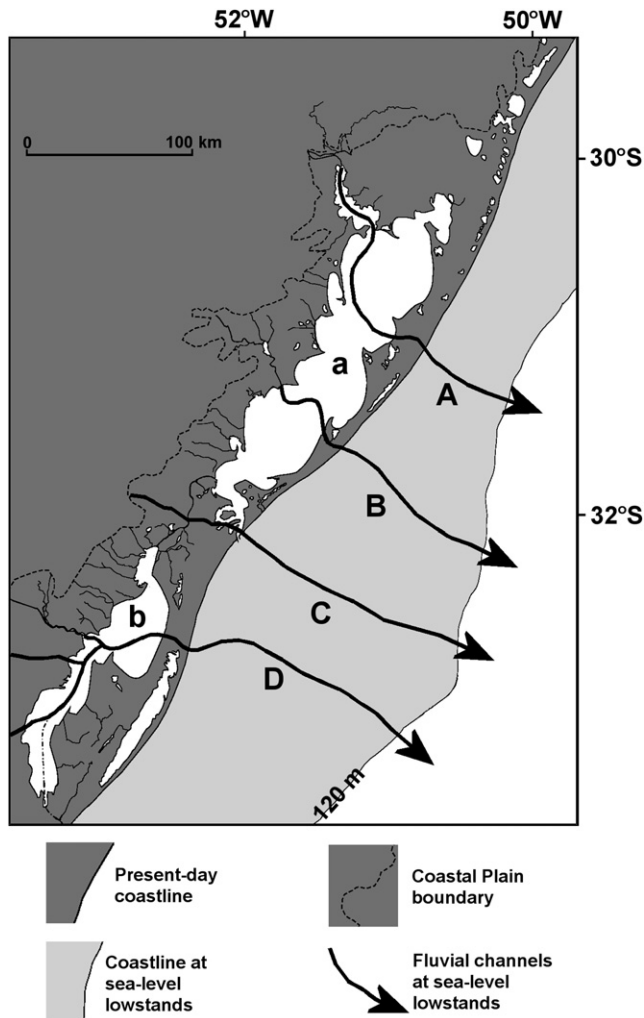 52°W
50°W
0
100 km
30°S
a
A
B
32°S
C
b
D
120 m
Present-day
coastline
Coastal Plain
boundary
Coastline at
sea-level
lowstands
Fluvial channels
at sea-level
lowstands